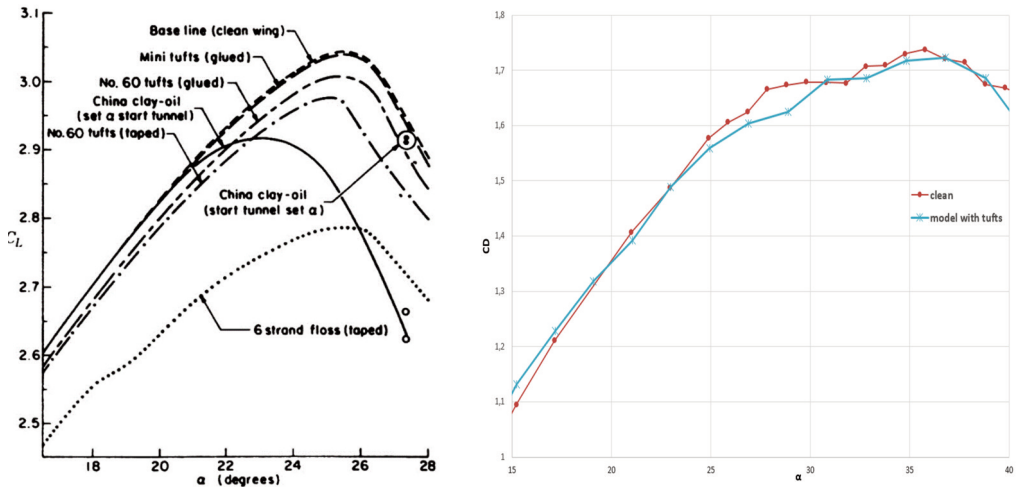 3.1
3.0
2.9
2.8
2.7
2.6
2.5
C_L
Base line (clean wing)
Mini tufts (glued)
No. 60 tufts (glued)
China clay-oil
(set α start tunnel)
No. 60 tufts (taped)
China clay-oil
(start tunnel set α)
6 strand floss (taped)
18 20 22 24 26 28
α (degrees)
1,8
1,7
1,6
1,5
1,4
1,3
1,2
1,1
1
CD
clean
model with tufts
15 20 25 30 35 40
α